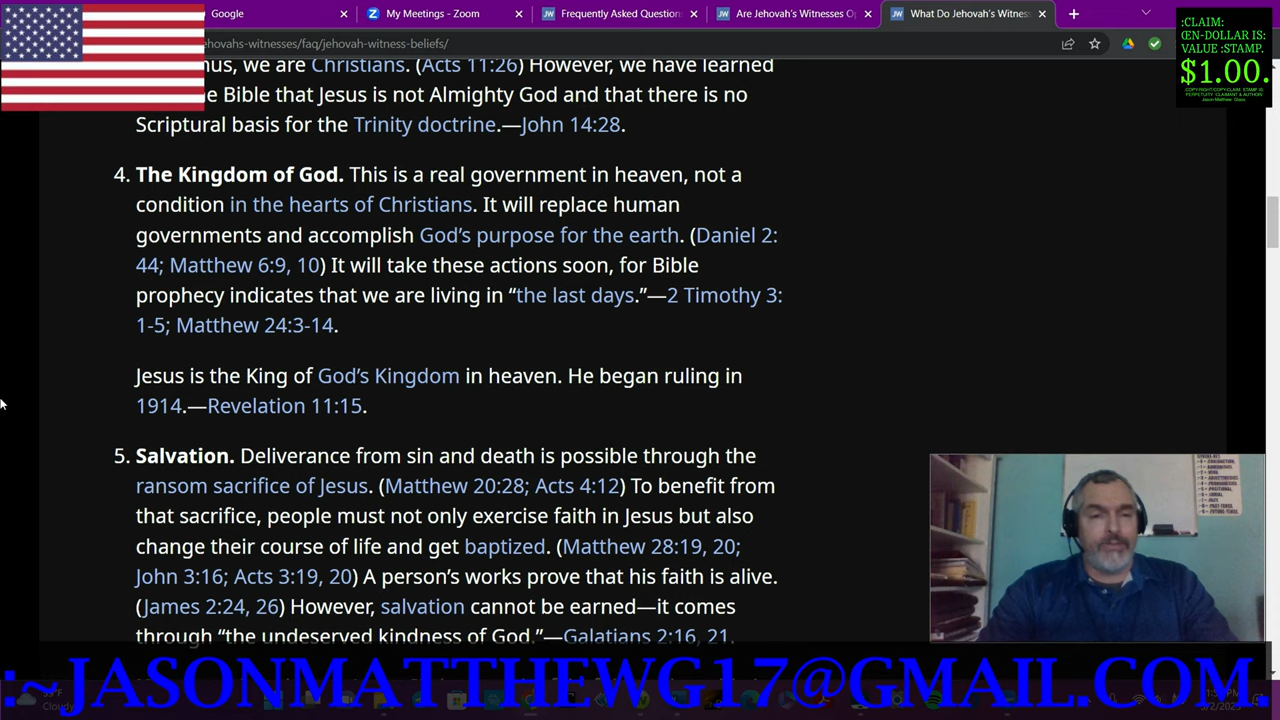 Google
My Meetings - Zoom
Frequently Asked Question
Are Jehovah's Witnesses O
What Do Jehovah's Witness
ehovahs-witnesses/faq/jehovah-witness-beliefs/
:CLAIM:
VALUE :STAMP.
$1.00.
we are Christians. (Acts 11:26) However, we have learned
Bible that Jesus is not Almighty God and that there is no
Scriptural basis for the Trinity doctrine.—John 14:28.
4. The Kingdom of God. This is a real government in heaven, not a
condition in the hearts of Christians. It will replace human
governments and accomplish God's purpose for the earth. (Daniel 2:
44; Matthew 6:9, 10) It will take these actions soon, for Bible
prophecy indicates that we are living in “the last days.”—2 Timothy 3:
1-5; Matthew 24:3-14.
Jesus is the King of God's Kingdom in heaven. He began ruling in
1914.—Revelation 11:15.
5. Salvation. Deliverance from sin and death is possible through the
ransom sacrifice of Jesus. (Matthew 20:28; Acts 4:12) To benefit from
that sacrifice, people must not only exercise faith in Jesus but also
change their course of life and get baptized. (Matthew 28:19, 20;
John 3:16; Acts 3:19, 20) A person's works prove that his faith is alive.
(James 2:24, 26) However, salvation cannot be earned—it comes
through “the undeserved kindness of God.”—Galatians 2:16, 21.
:~JASONMATTHEWG17@GMAIL.COM.
Cloudy